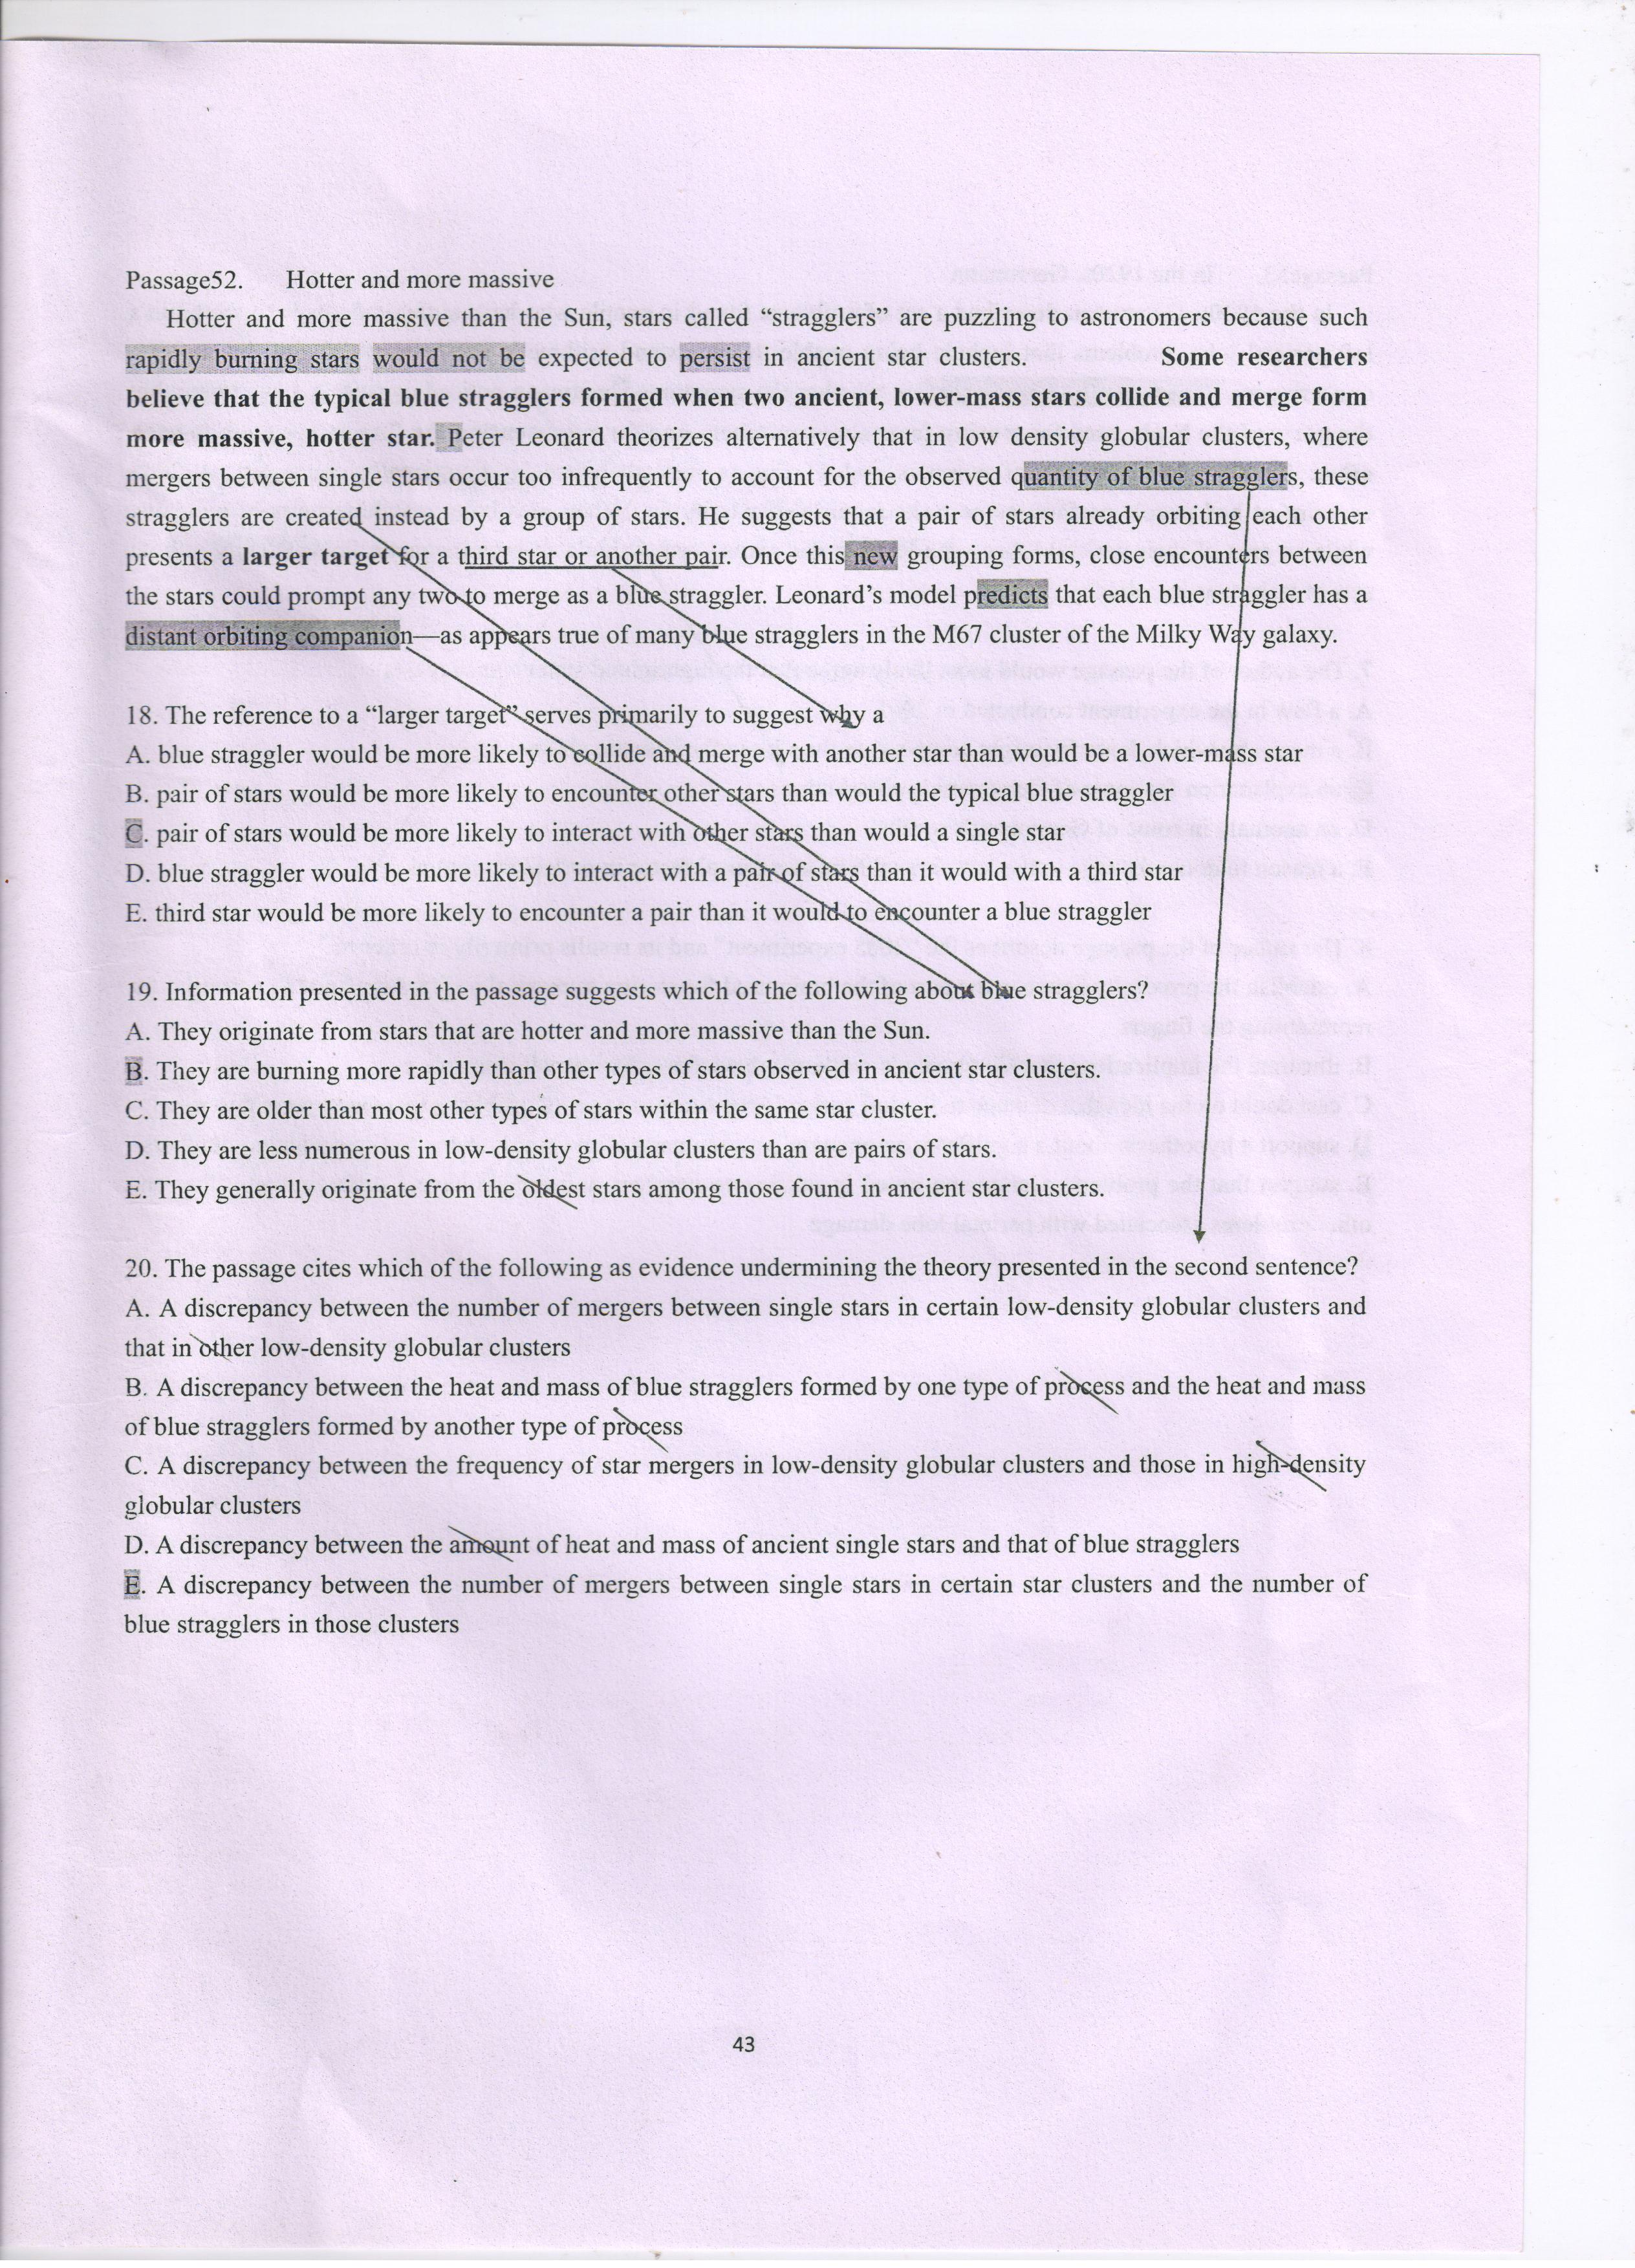 Passage52. Hotter and more massive
Hotter and more massive than the Sun, stars called “stragglers” are puzzling to astronomers because such
rapidly burning stars would not be expected to persist in ancient star clusters. Some researchers
believe that the typical blue stragglers formed when two ancient, lower-mass stars collide and merge form
more massive, hotter star. Peter Leonard theorizes alternatively that in low density globular clusters, where
mergers between single stars occur too infrequently to account for the observed quantity of blue stragglers, these
stragglers are created instead by a group of stars. He suggests that a pair of stars already orbiting each other
presents a larger target for a third star or another pair. Once this new grouping forms, close encounters between
the stars could prompt any two to merge as a blue straggler. Leonard’s model predicts that each blue straggler has a
distant orbiting companion—as appears true of many blue stragglers in the M67 cluster of the Milky Way galaxy.
18. The reference to a “larger target” serves primarily to suggest why a
A. blue straggler would be more likely to collide and merge with another star than would be a lower-mass star
B. pair of stars would be more likely to encounter other stars than would the typical blue straggler
C. pair of stars would be more likely to interact with other stars than would a single star
D. blue straggler would be more likely to interact with a pair of stars than it would with a third star
E. third star would be more likely to encounter a pair than it would to encounter a blue straggler
19. Information presented in the passage suggests which of the following about blue stragglers?
A. They originate from stars that are hotter and more massive than the Sun.
B. They are burning more rapidly than other types of stars observed in ancient star clusters.
C. They are older than most other types of stars within the same star cluster.
D. They are less numerous in low-density globular clusters than are pairs of stars.
E. They generally originate from the oldest stars among those found in ancient star clusters.
20. The passage cites which of the following as evidence undermining the theory presented in the second sentence?
A. A discrepancy between the number of mergers between single stars in certain low-density globular clusters and
that in other low-density globular clusters
B. A discrepancy between the heat and mass of blue stragglers formed by one type of process and the heat and mass
of blue stragglers formed by another type of process
C. A discrepancy between the frequency of star mergers in low-density globular clusters and those in high-density
globular clusters
D. A discrepancy between the amount of heat and mass of ancient single stars and that of blue stragglers
E. A discrepancy between the number of mergers between single stars in certain star clusters and the number of
blue stragglers in those clusters
43